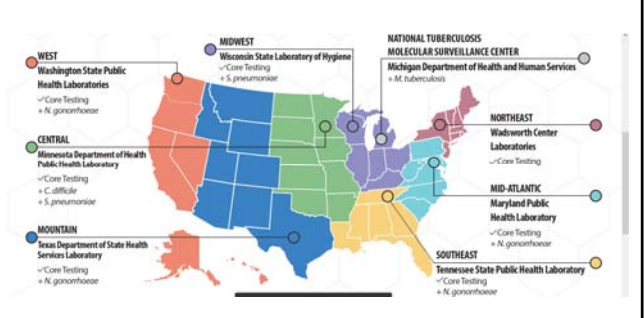 WEST
Washington State Public
Health Laboratories
✓Core Testing
+ N. gonorrhoeae
CENTRAL
Minnesota Department of Health
Public Health Laboratory
✓Core Testing
+ C. difficile
+ S. pneumoniae
MOUNTAIN
Texas Department of State Health
Services Laboratory
✓Core Testing
+ N. gonorrhoeae
MIDWEST
Wisconsin State Laboratory of Hygiene
✓Core Testing
+ S. pneumoniae
NATIONAL TUBERCULOSIS
MOLECULAR SURVEILLANCE CENTER
Michigan Department of Health and Human Services
+ M. tuberculosis
NORTHEAST
Wadsworth Center
Laboratories
✓Core Testing
MID-ATLANTIC
Maryland Public
Health Laboratory
✓Core Testing
+ N. gonorrhoeae
SOUTHEAST
Tennessee State Public Health Laboratory
✓Core Testing
+ N. gonorrhoeae